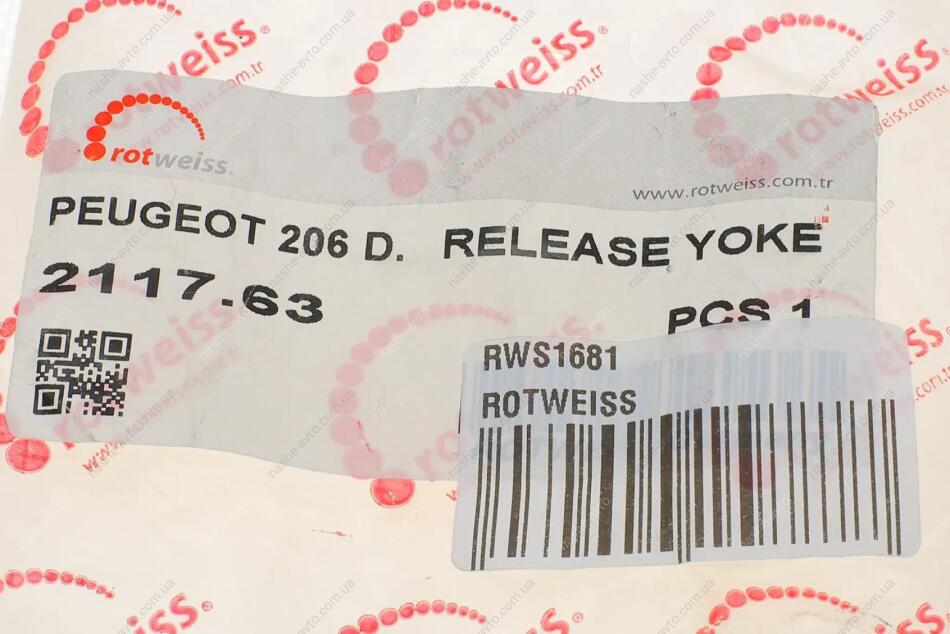 rotweiss®
www.rotweiss.com.tr
PEUGEOT 206 D. RELEASE YOKE
2117.63
PCS 1
RWS1681
ROTWEISS